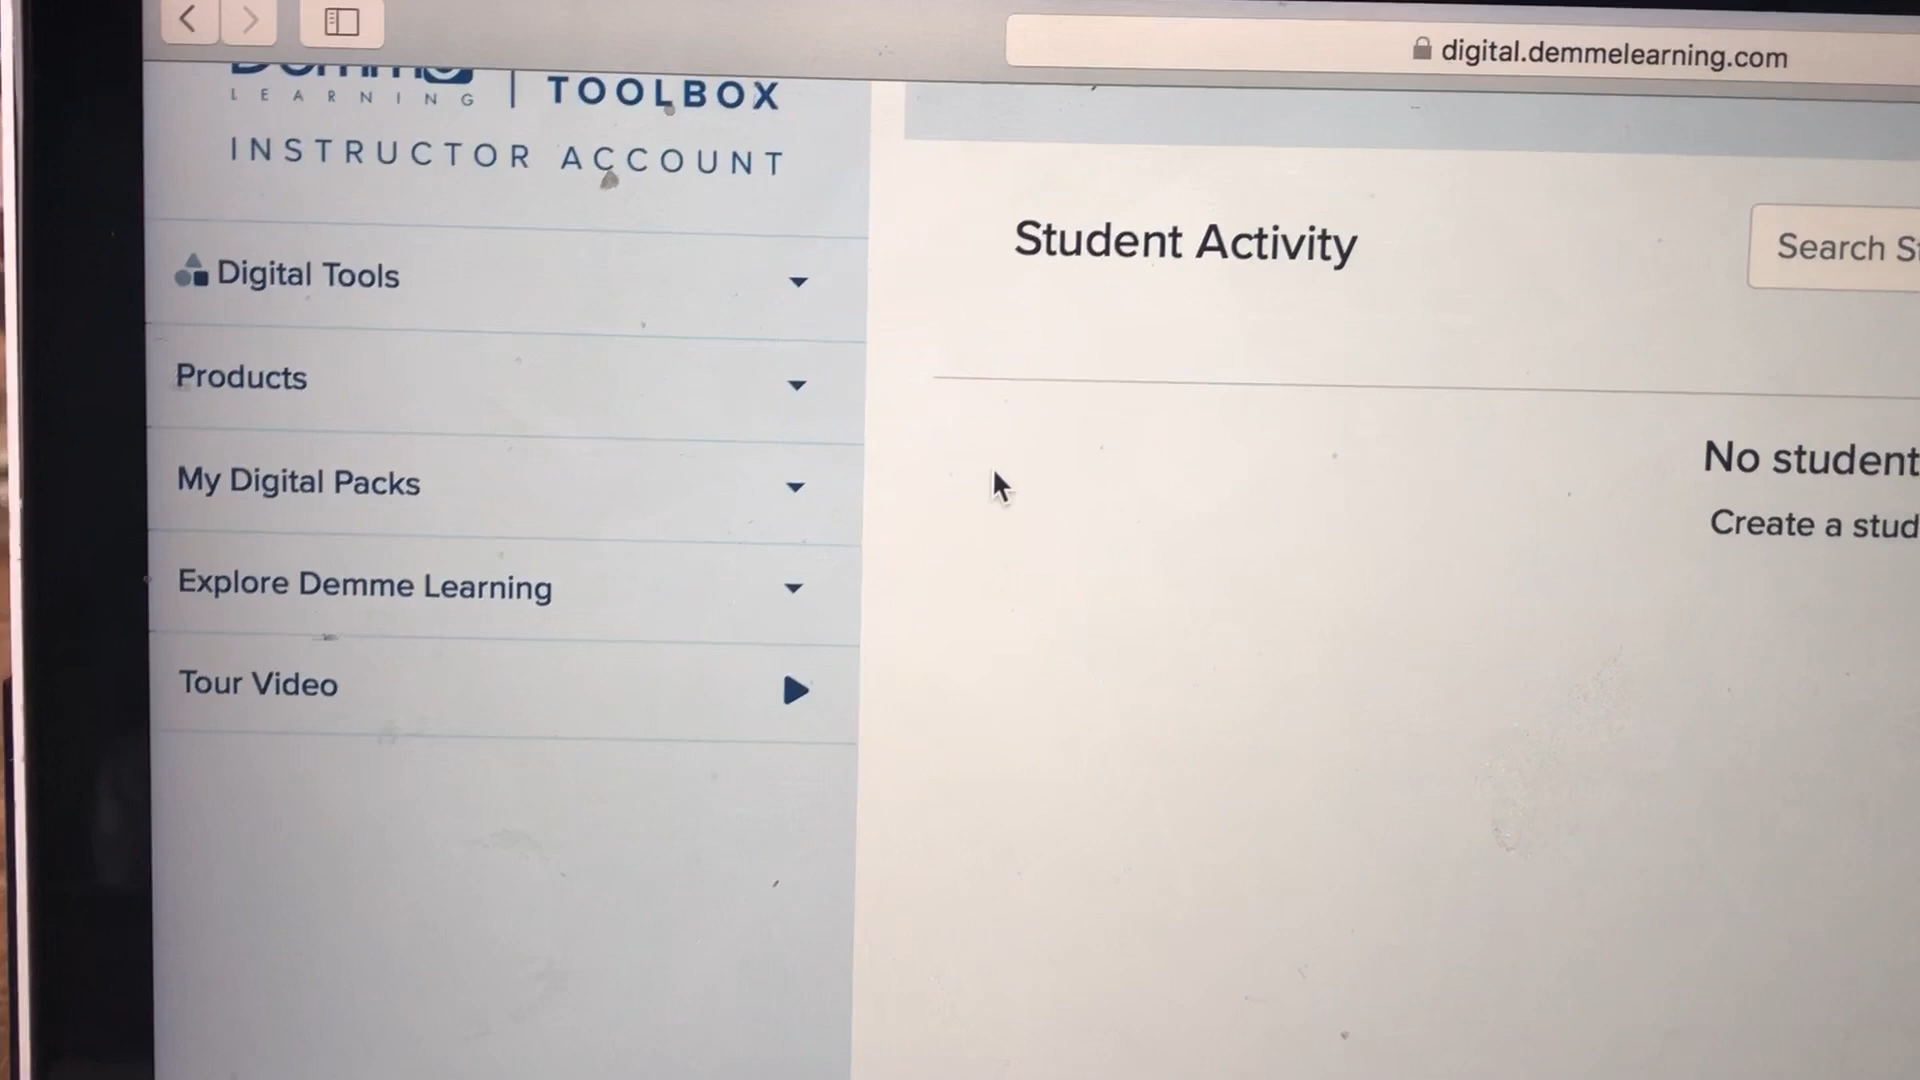 digital.demmelearning.com
LEARNING | TOOLBOX
INSTRUCTOR ACCOUNT
Digital Tools
Products
My Digital Packs
Explore Demme Learning
Tour Video
Student Activity
Search
No student
Create a